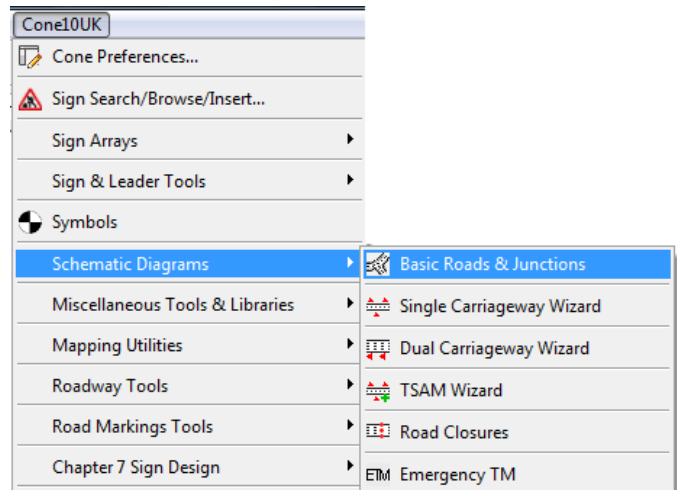 Cone10UK
Cone Preferences...
Sign Search/Browse/Insert...
Sign Arrays
Sign & Leader Tools
Symbols
Schematic Diagrams
Miscellaneous Tools & Libraries
Mapping Utilities
Roadway Tools
Road Markings Tools
Chapter 7 Sign Design
Basic Roads & Junctions
Single Carriageway Wizard
Dual Carriageway Wizard
TSAM Wizard
Road Closures
ETM Emergency TM